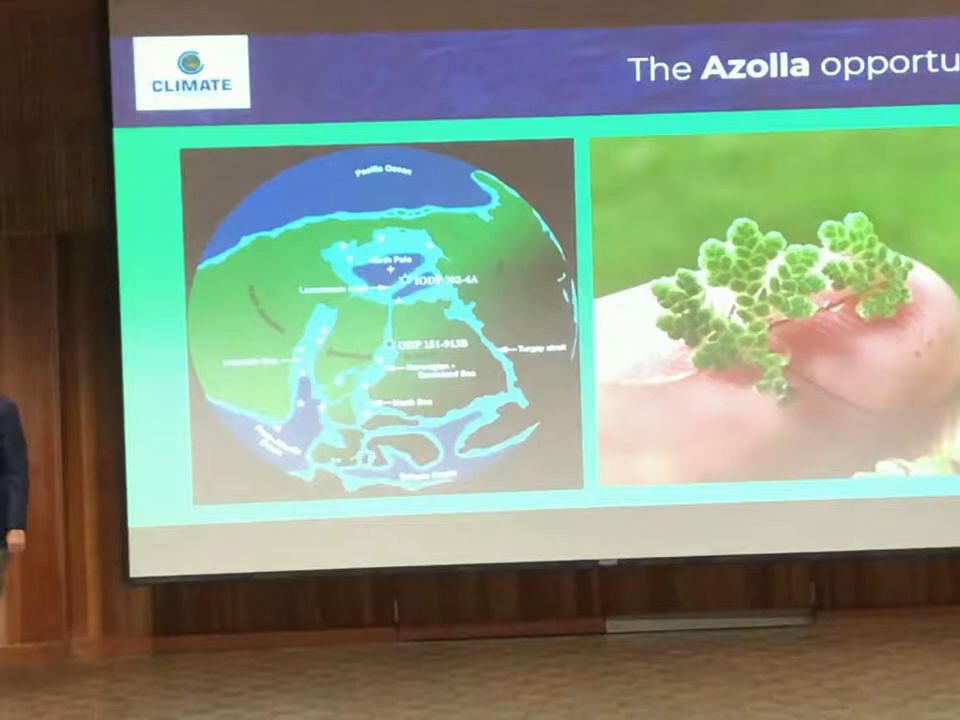 CLIMATE
The Azolla opportu
Pacific Ocean
North Pole
IODP 302-4A
ODP 151-913B
Turgay strait
Norwegian -
Greenland Sea
North Sea